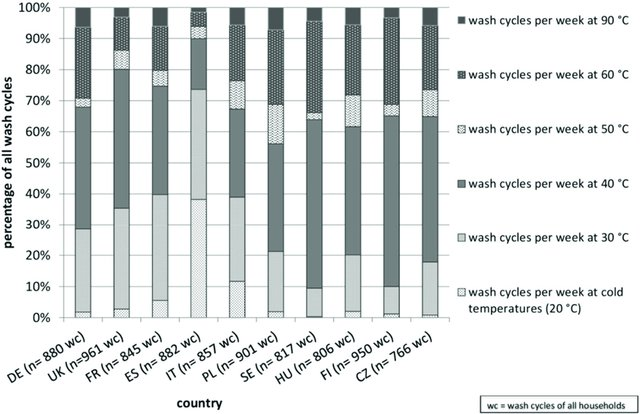 percentage of all wash cycles
100%
90%
80%
70%
60%
50%
40%
30%
20%
10%
0%
DE (n= 880 wc)
UK (n=961 wc)
FR (n= 845 wc)
ES (n= 882 wc)
IT (n= 857 wc)
PL (n= 901 wc)
SE (n= 817 wc)
HU (n= 806 wc)
FI (n= 950 wc)
CZ (n= 766 wc)
country
wash cycles per week at 90 °C
wash cycles per week at 60 °C
wash cycles per week at 50 °C
wash cycles per week at 40 °C
wash cycles per week at 30 °C
wash cycles per week at cold
temperatures (20 °C)
wc = wash cycles of all households